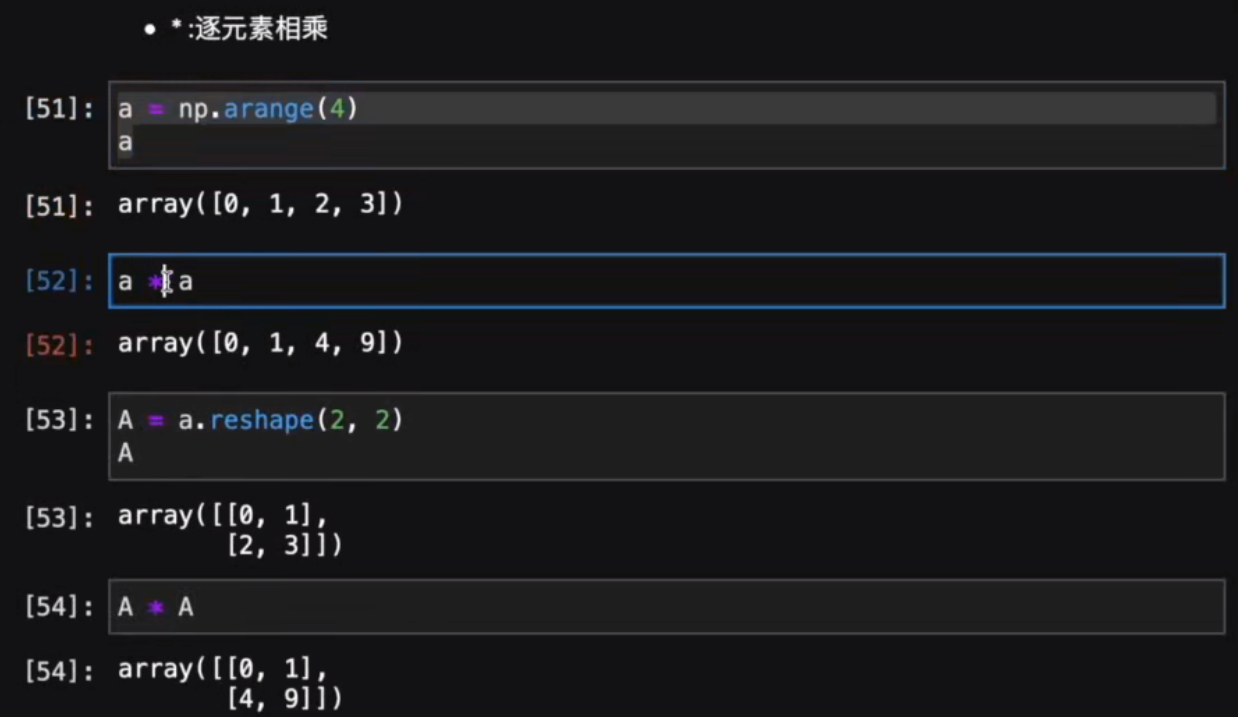 • * :逐元素相乘
[51]: a = np.arange(4)
a
[51]: array([0, 1, 2, 3])
[52]: a * a
[52]: array([0, 1, 4, 9])
[53]: A = a.reshape(2, 2)
A
[53]: array([[0, 1],
[2, 3]])
[54]: A * A
[54]: array([[0, 1],
[4, 9]])